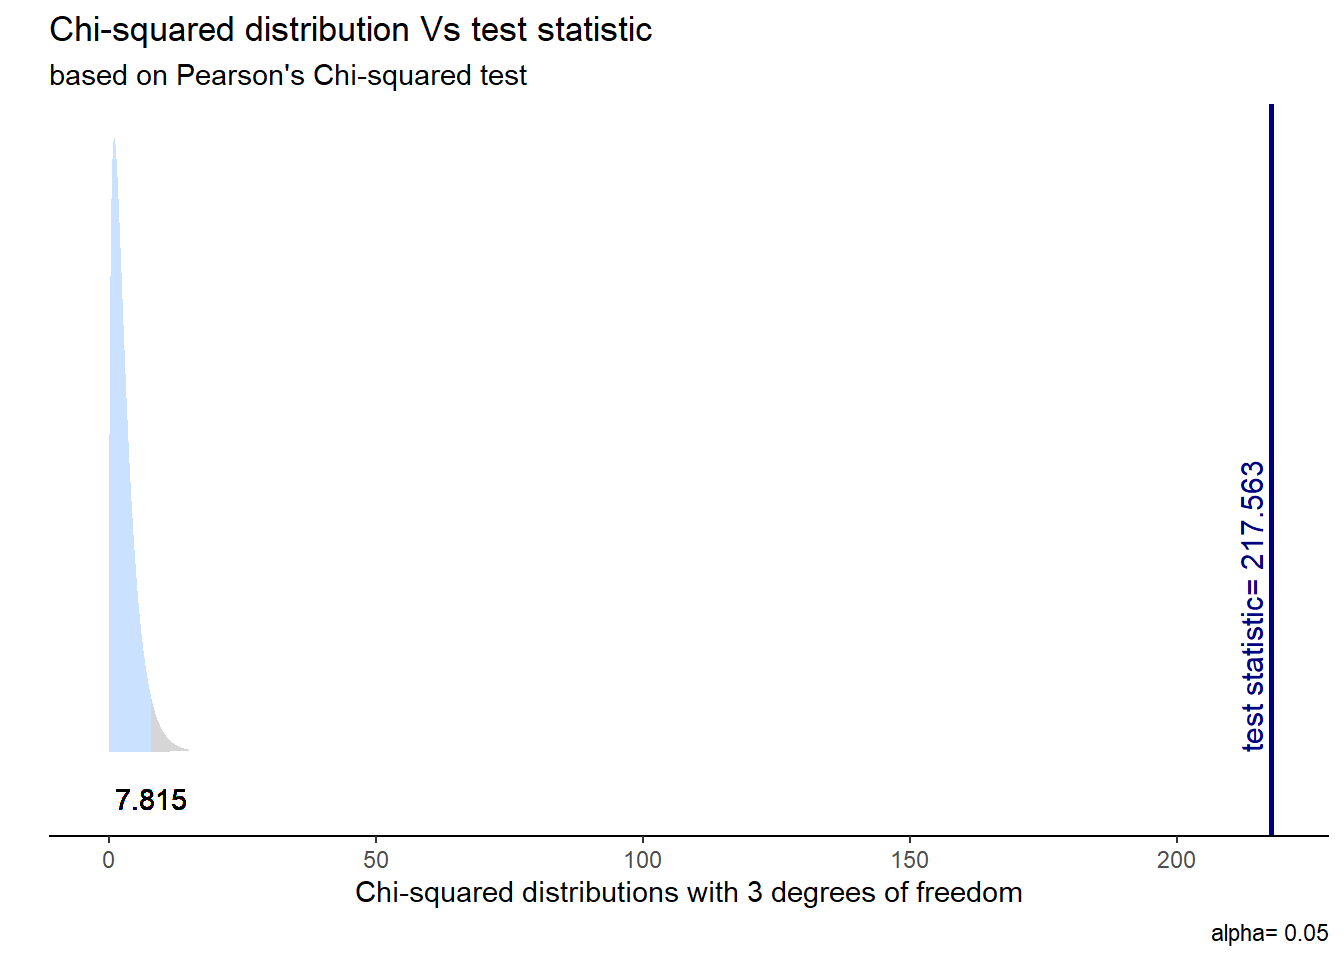 Chi-squared distribution Vs test statistic
based on Pearson's Chi-squared test
test statistic= 217.563
7.815
0 50 100 150 200
Chi-squared distributions with 3 degrees of freedom
alpha= 0.05